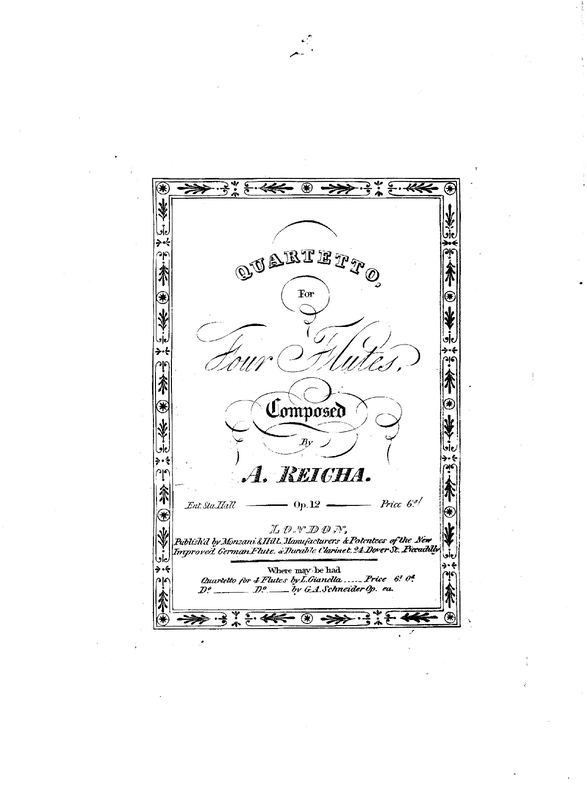 QUARTETTO,
For
Four Flutes.
Composed
By
A. REICHA.
Ent. Sta. Hall Op. 12 Price 6s/
LONDON,
Publish'd by Monzani & Hill, Manufacturers & Patentees of the New
Improved German Flute, & Durable Clarinet, 24 Dover St. Piccadilly
Where may be had
Quartetto for 4 Flutes by L. Gianella ..... Price 6s 0d
Do Do by G. A. Schneider Op. ea.